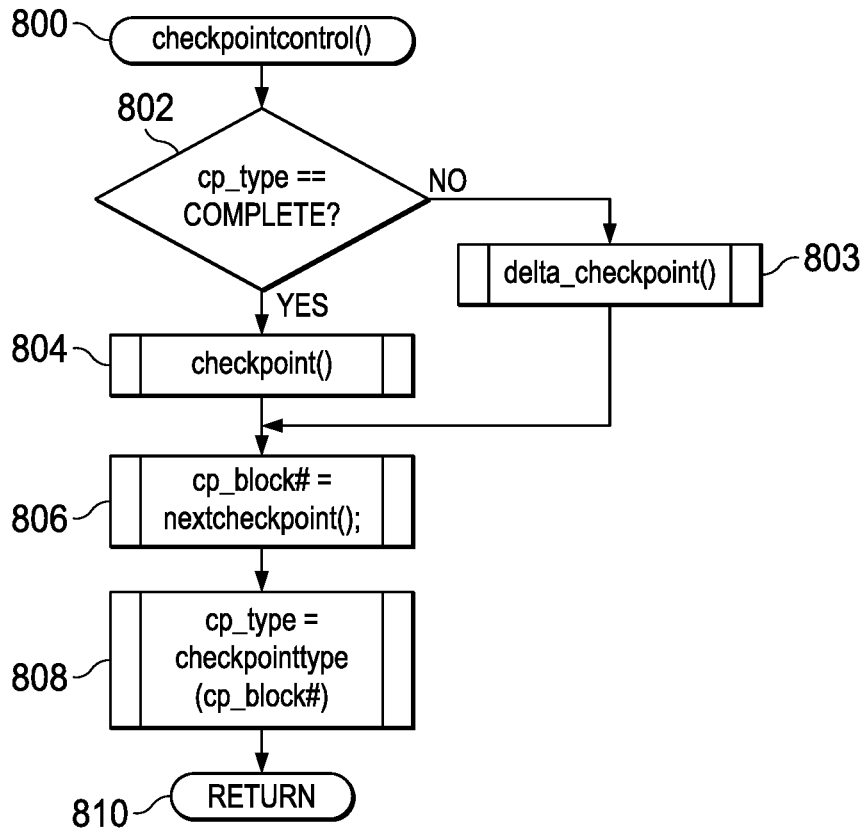 800
checkpointcontrol()
802
cp_type ==
COMPLETE?
NO
delta_checkpoint()
803
YES
804
checkpoint()
806
cp_block# =
nextcheckpoint();
808
cp_type =
checkpointtype
(cp_block#)
810
RETURN